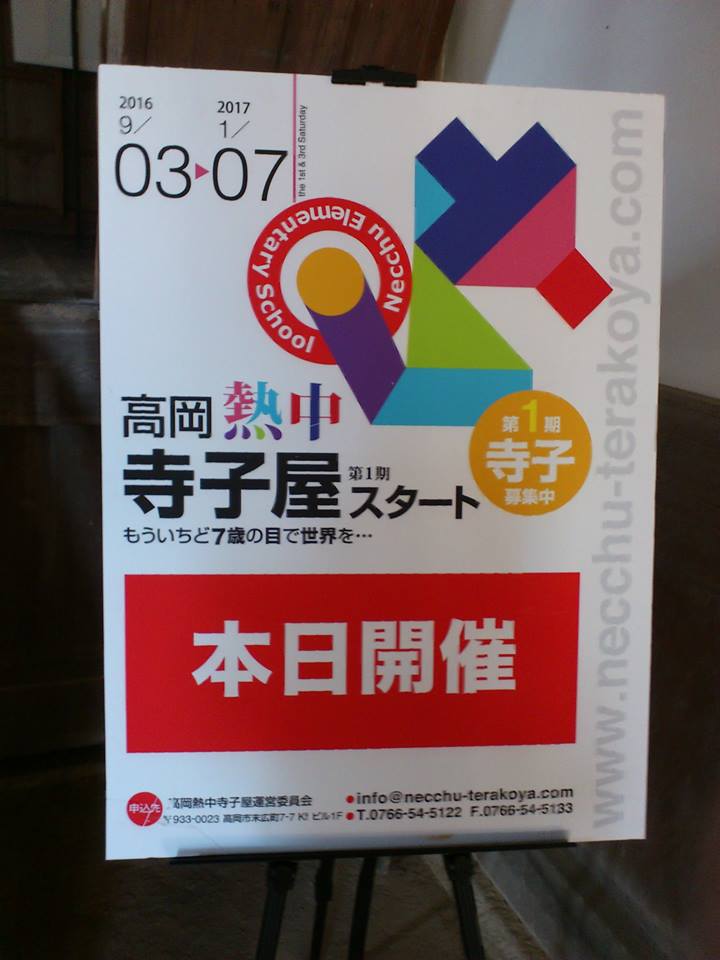 2016
9/
03▶07
2017
1/
the 1st & 3rd Saturday
Necchu Elementary School
高岡 熱中
寺子屋 第1期 スタート
もういちど7歳の目で世界を…
第1期
寺子
募集中
本日開催
申込先
高岡熱中寺子屋運営委員会
〒933-0023 高岡市末広町7-7 K! ビル1F
●info@necchu-terakoya.com
●T.0766-54-5122 F.0766-54-5133
www.necchu-terakoya.com